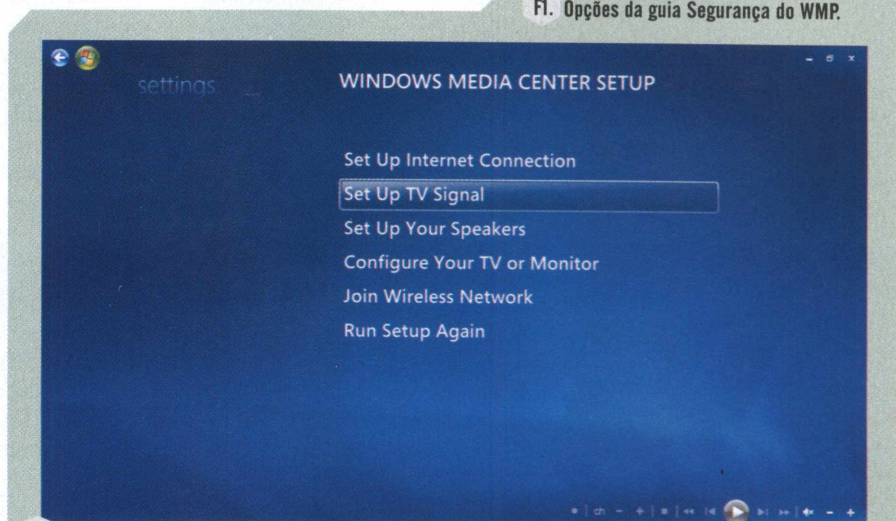 F1. Opções da guia Segurança do WMP.
settings
WINDOWS MEDIA CENTER SETUP
Set Up Internet Connection
Set Up TV Signal
Set Up Your Speakers
Configure Your TV or Monitor
Join Wireless Network
Run Setup Again
ch - +
- +